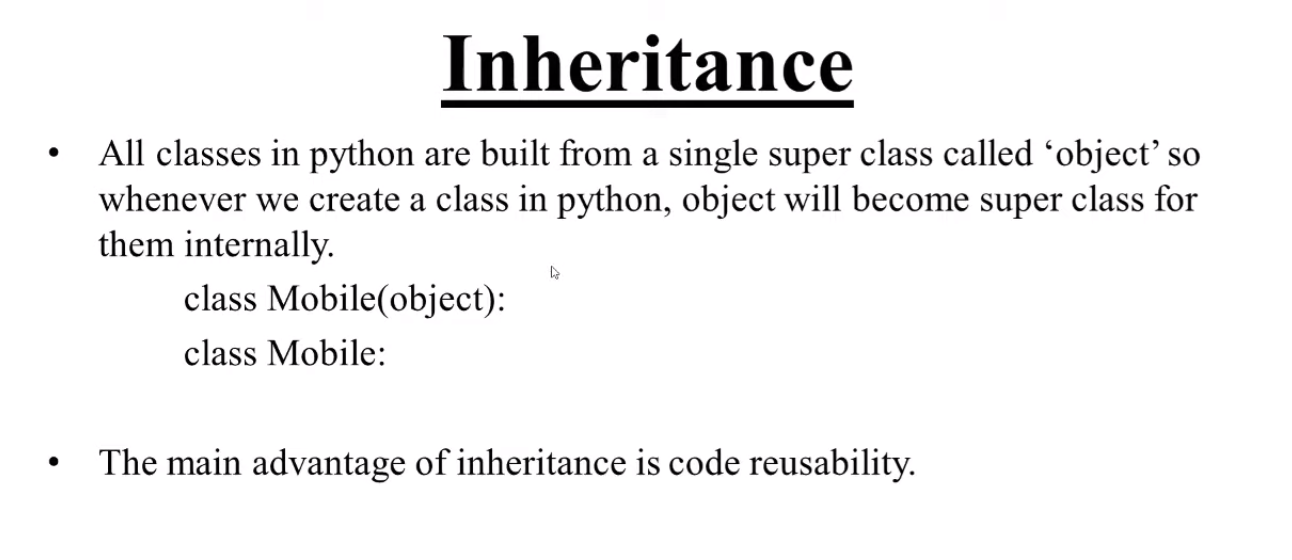 Inheritance
• All classes in python are built from a single super class called ‘object’ so
whenever we create a class in python, object will become super class for
them internally.
class Mobile(object):
class Mobile:
• The main advantage of inheritance is code reusability.